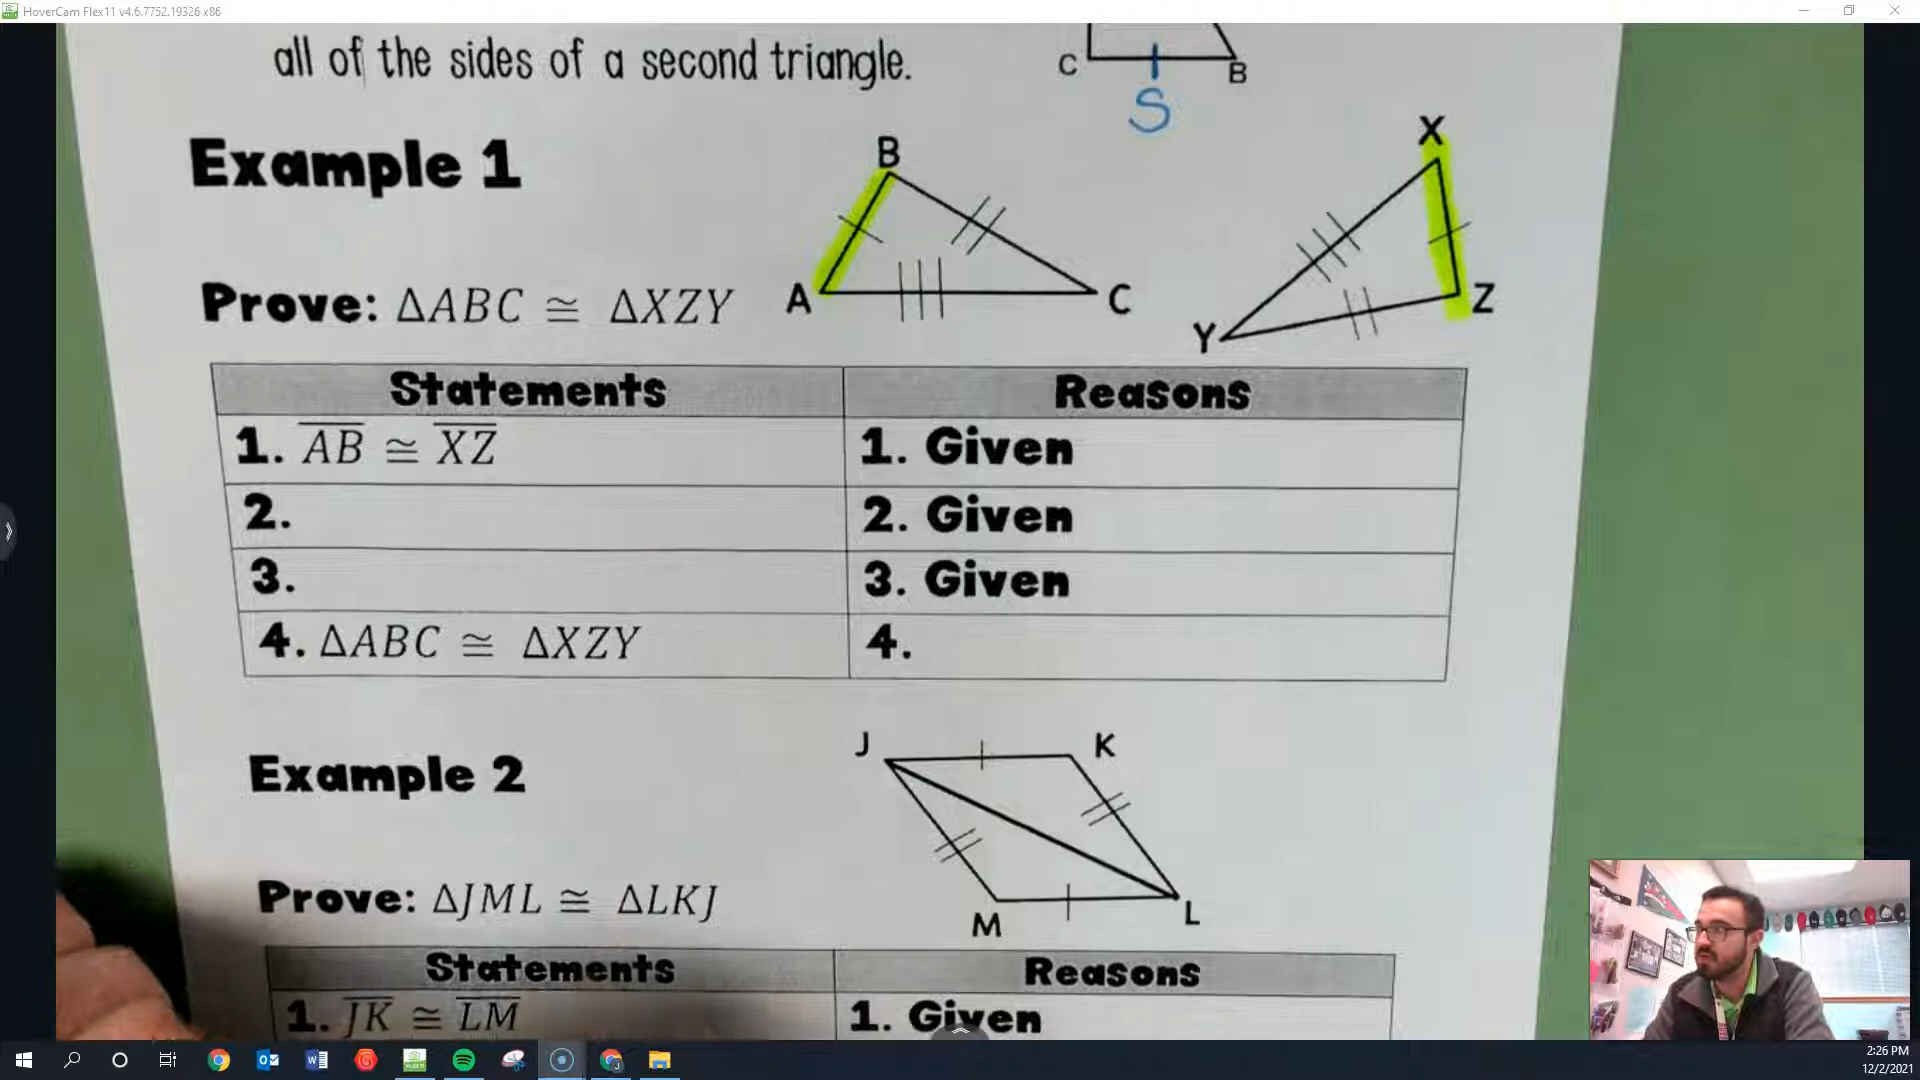 HoverCam Flex11 v4.6.7752.19326 x86
all of the sides of a second triangle.
C
B
S
Example 1
B
A
C
X
Z
Y
Prove: ΔABC ≅ ΔXZY
Statements Reasons
1. AB ≅ XZ 1. Given
2. 2. Given
3. 3. Given
4. ΔABC ≅ ΔXZY 4.
Example 2
J
K
M
L
Prove: ΔJML ≅ ΔLKJ
Statements Reasons
1. JK ≅ LM 1. Given
2:26 PM
12/2/2021